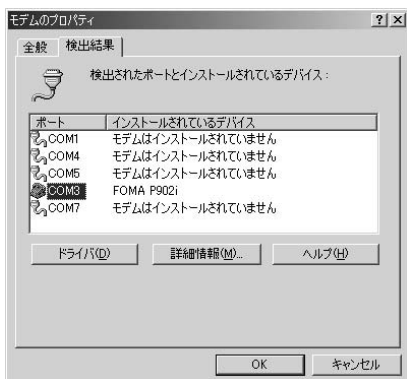 モデムのプロパティ ? ×
全般 検出結果
検出されたポートとインストールされているデバイス:
ポート インストールされているデバイス
COM1 モデムはインストールされていません
COM4 モデムはインストールされていません
COM5 モデムはインストールされていません
COM3 FOMA P902i
COM7 モデムはインストールされていません
ドライバ(D) 詳細情報(M)... ヘルプ(H)
OK キャンセル